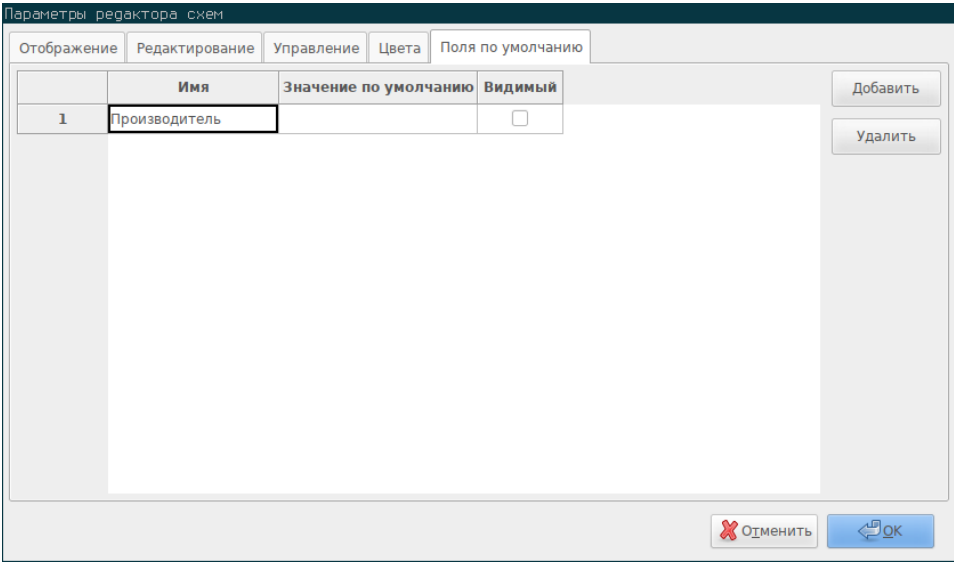 Параметры редактора схем
Отображение Редактирование Управление Цвета Поля по умолчанию
Имя Значение по умолчанию Видимый
Добавить
1 Производитель
Удалить
Отменить OK